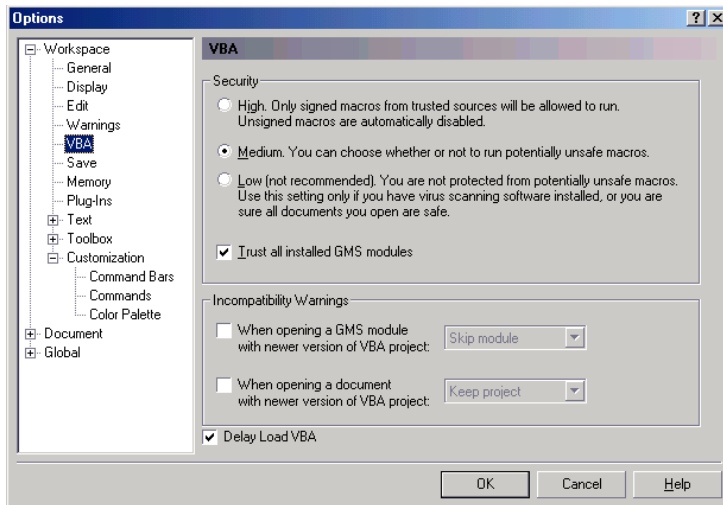 Options
Workspace
General
Display
Edit
Warnings
VBA
Save
Memory
Plug-Ins
Text
Toolbox
Customization
Command Bars
Commands
Color Palette
Document
Global
VBA
Security
High. Only signed macros from trusted sources will be allowed to run.
Unsigned macros are automatically disabled.
Medium. You can choose whether or not to run potentially unsafe macros.
Low (not recommended). You are not protected from potentially unsafe macros.
Use this setting only if you have virus scanning software installed, or you are
sure all documents you open are safe.
Trust all installed GMS modules
Incompatibility Warnings
When opening a GMS module
with newer version of VBA project:
Skip module
When opening a document
with newer version of VBA project:
Keep project
Delay Load VBA
OK
Cancel
Help